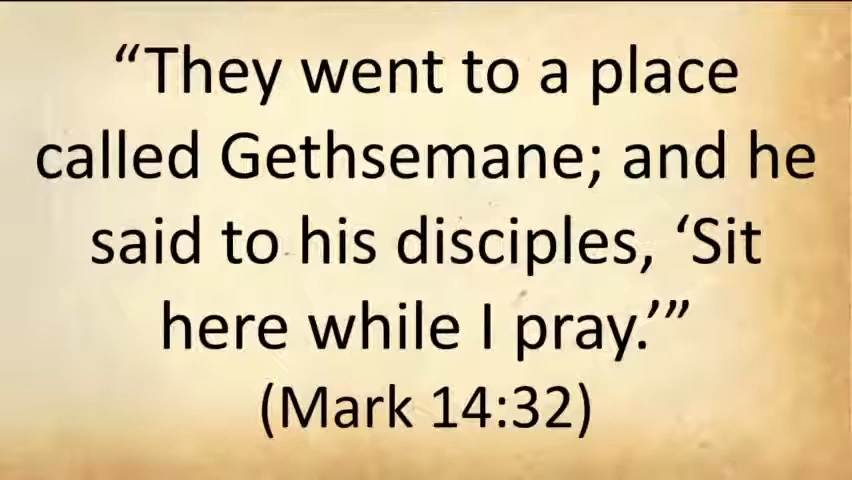 “They went to a place
called Gethsemane; and he
said to his disciples, ‘Sit
here while I pray.’”
(Mark 14:32)